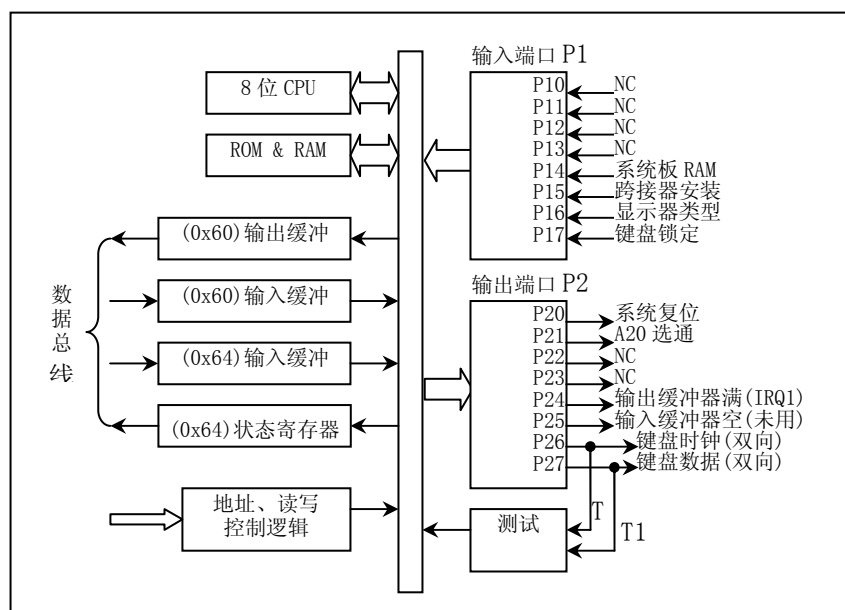 8 位 CPU
ROM & RAM
(0x60)输出缓冲
(0x60)输入缓冲
(0x64)输入缓冲
(0x64)状态寄存器
数据总线
地址、读写
控制逻辑
输入端口 P1
P10 NC
P11 NC
P12 NC
P13 NC
P14 系统板 RAM
P15 跨接器安装
P16 显示器类型
P17 键盘锁定
输出端口 P2
P20 系统复位
P21 A20 选通
P22 NC
P23 NC
P24 输出缓冲器满(IRQ1)
P25 输入缓冲器空(未用)
P26 键盘时钟(双向)
P27 键盘数据(双向)
测试
T
T1